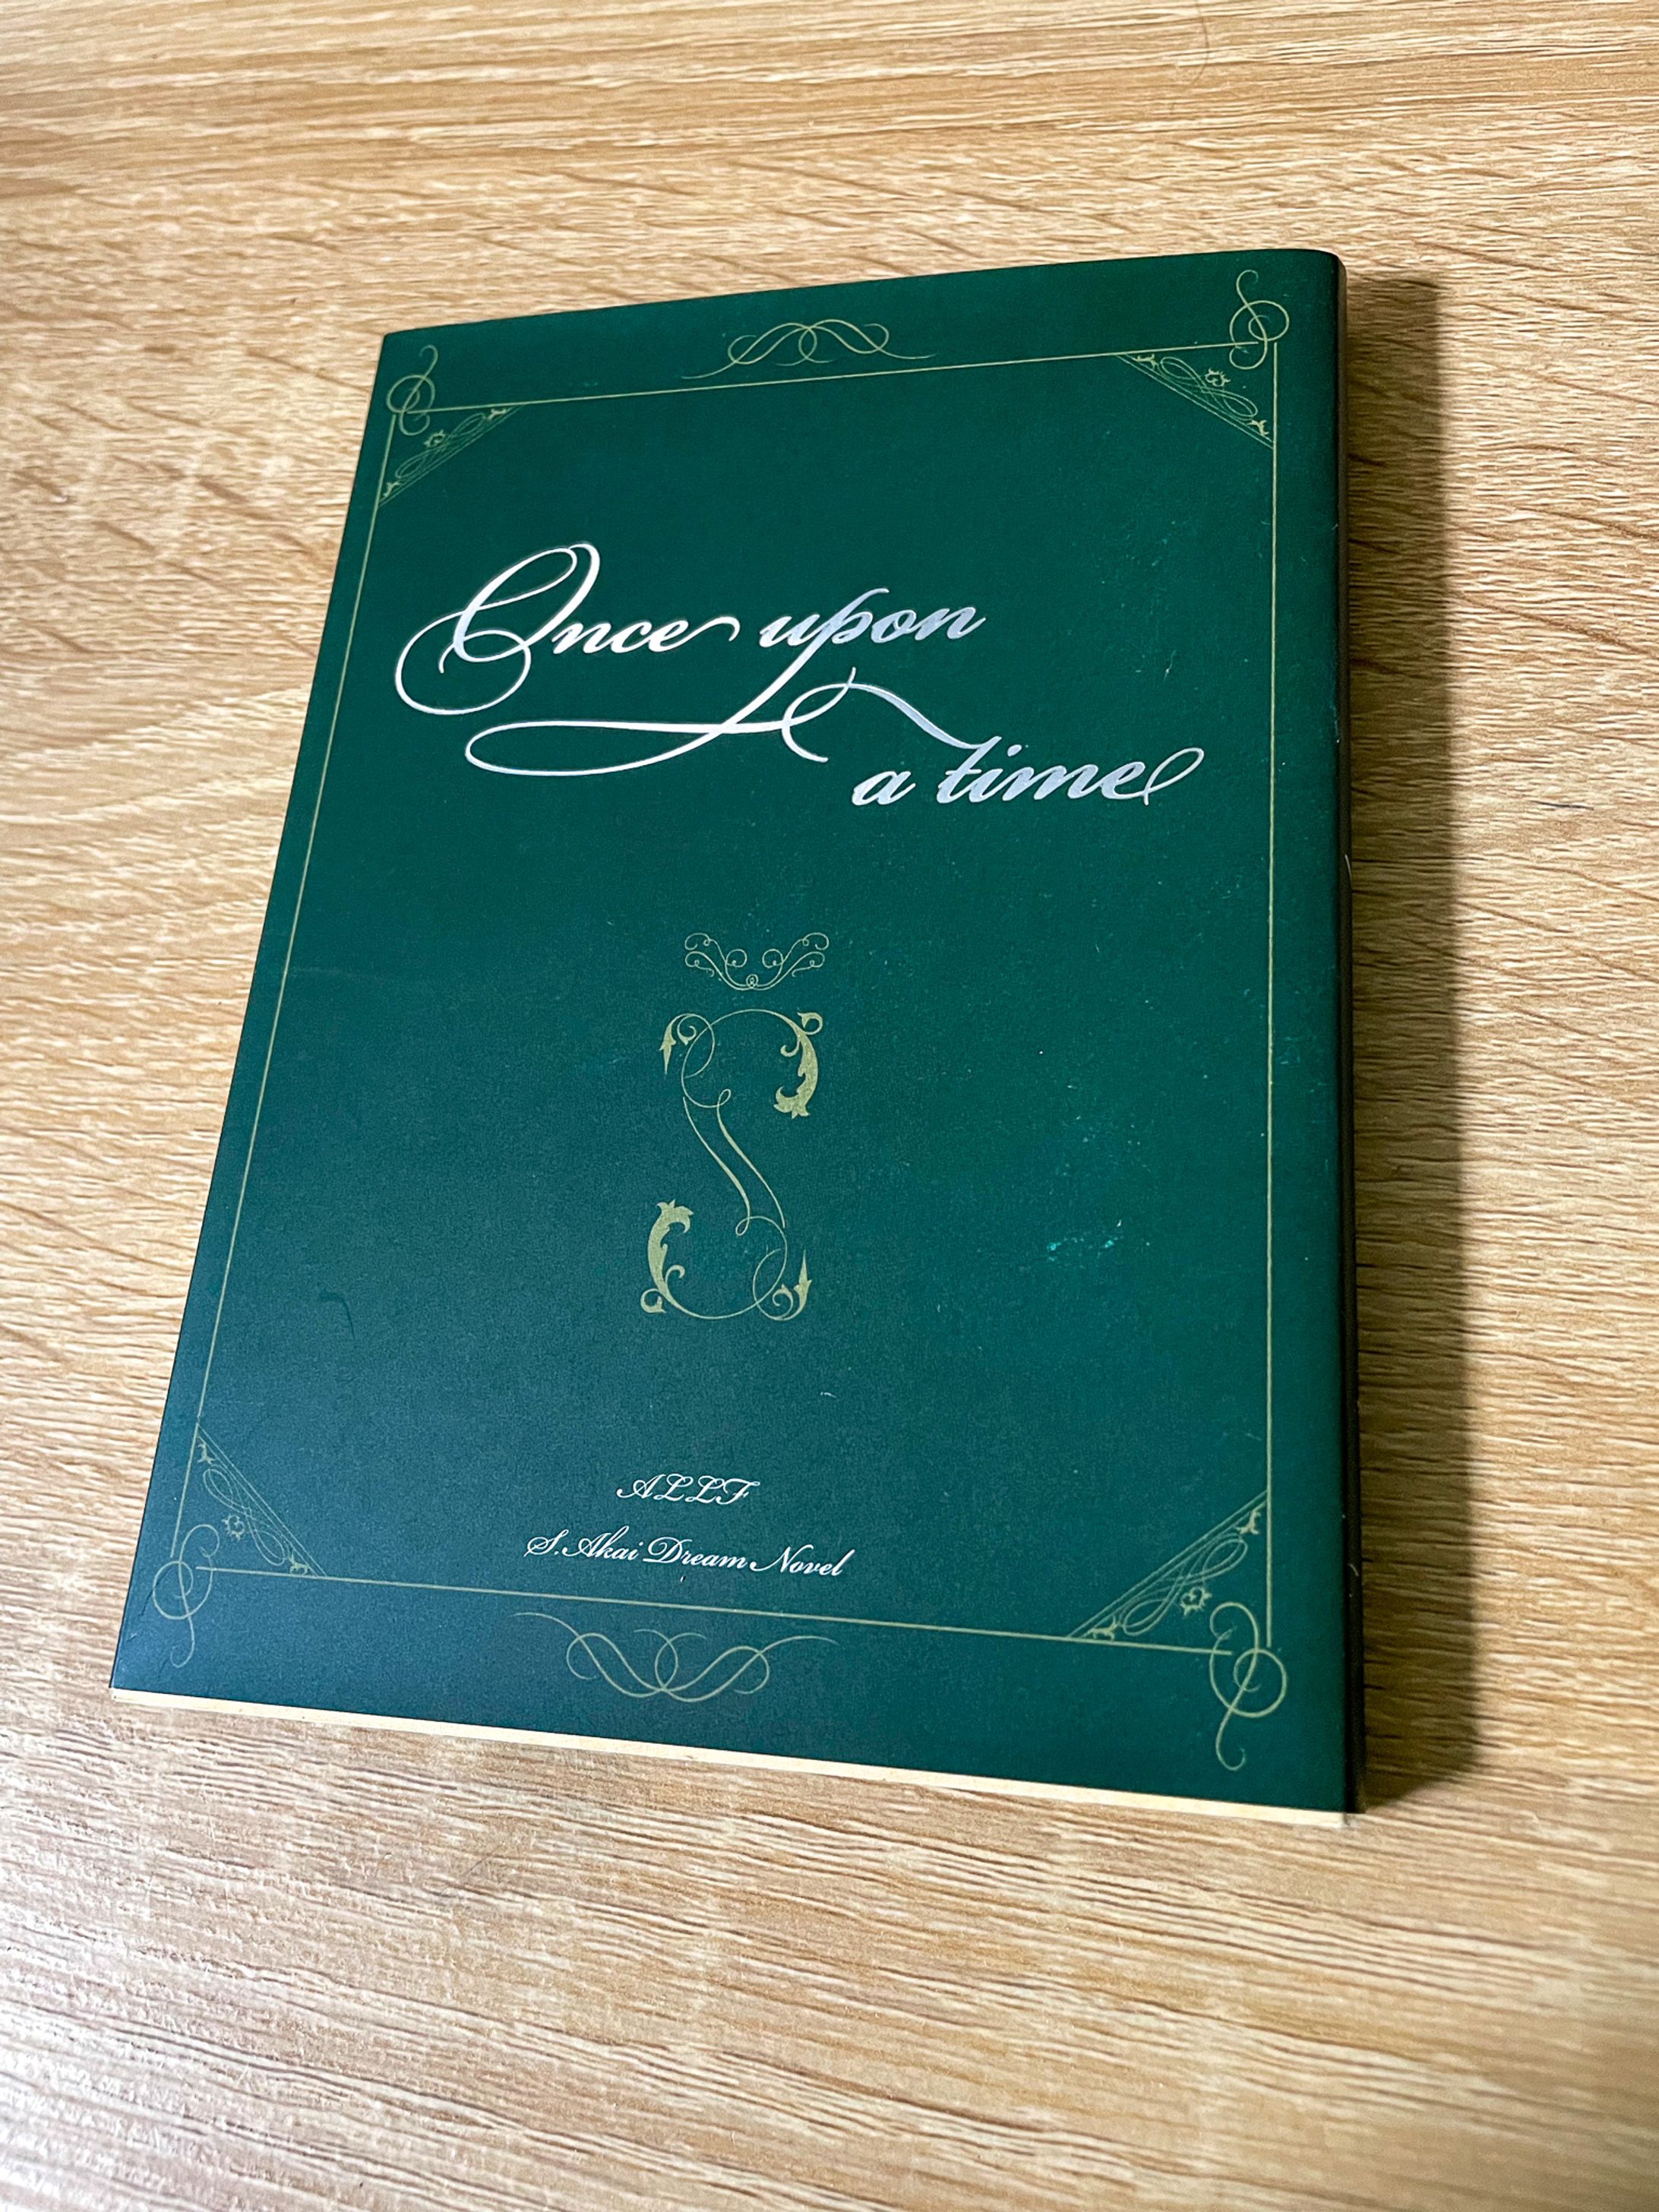 Once upon
a time
S
ALLF
S.Akai Dream Novel